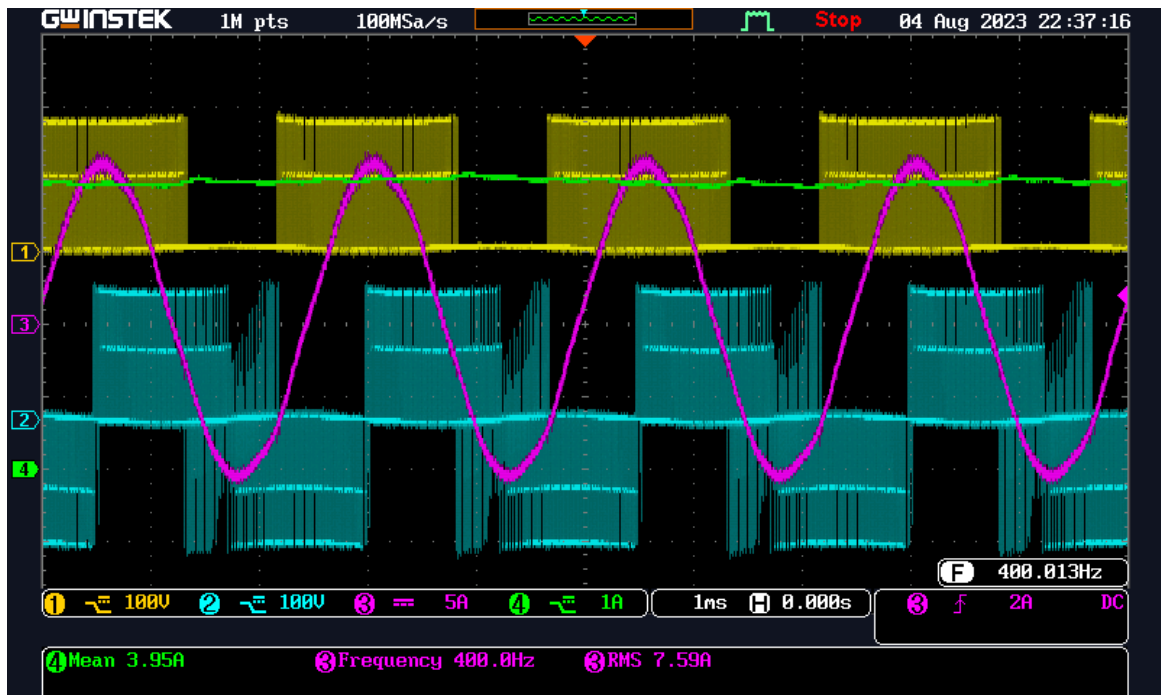 GWINSTEK 1M pts 100MSa/s Stop 04 Aug 2023 22:37:16
1
3
2
4
F 400.013Hz
1 100V 2 100V 3 5A 4 1A 1ms H 0.000s 3 2A DC
4 Mean 3.95A 3 Frequency 400.0Hz 3 RMS 7.59A